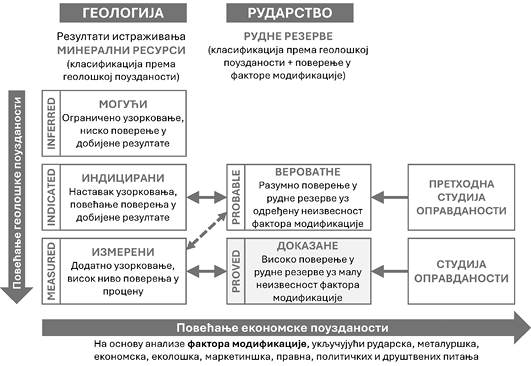 ГЕОЛОГИЈА
РУДАРСТВО
Резултати истраживања
МИНЕРАЛНИ РЕСУРСИ
(класификација према
геолошкој поузданости)
РУДНЕ РЕЗЕРВЕ
(класификација према геолошкој
поузданости + поверење у
факторе модификације)
Повећање геолошке поузданости
INFERRED
МОГУЋИ
Ограничено узорковање,
ниско поверење у
добијене резултате
INDICATED
ИНДИЦИРАНИ
Наставак узорковања,
повећање поверења у
добијене резултате
PROBABLE
ВЕРОВАТНЕ
Разумно поверење у
рудне резерве уз
одређену неизвесност
фактора модификације
ПРЕТХОДНА
СТУДИЈА
ОПРАВДАНОСТИ
MEASURED
ИЗМЕРЕНИ
Додатно узорковање,
висок ниво поверења у
процену
PROVED
ДОКАЗАНЕ
Високо поверење у
рудне резерве уз малу
неизвесност фактора
модификације
СТУДИЈА
ОПРАВДАНОСТИ
Повећање економске поузданости
На основу анализе фактора модификације, укључујући рударска, металуршка,
економска, еколошка, маркетиншка, правна, политичких и друштвених питања